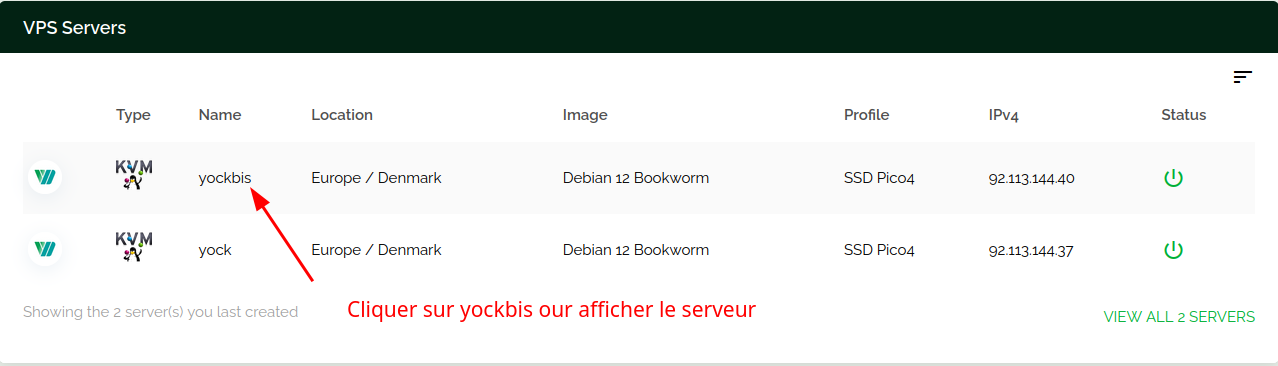 VPS Servers
Type Name Location Image Profile IPv4 Status
KVM yockbis Europe / Denmark Debian 12 Bookworm SSD Pico4 92.113.144.40
KVM yock Europe / Denmark Debian 12 Bookworm SSD Pico4 92.113.144.37
Showing the 2 server(s) you last created
Cliquer sur yockbis our afficher le serveur
VIEW ALL 2 SERVERS